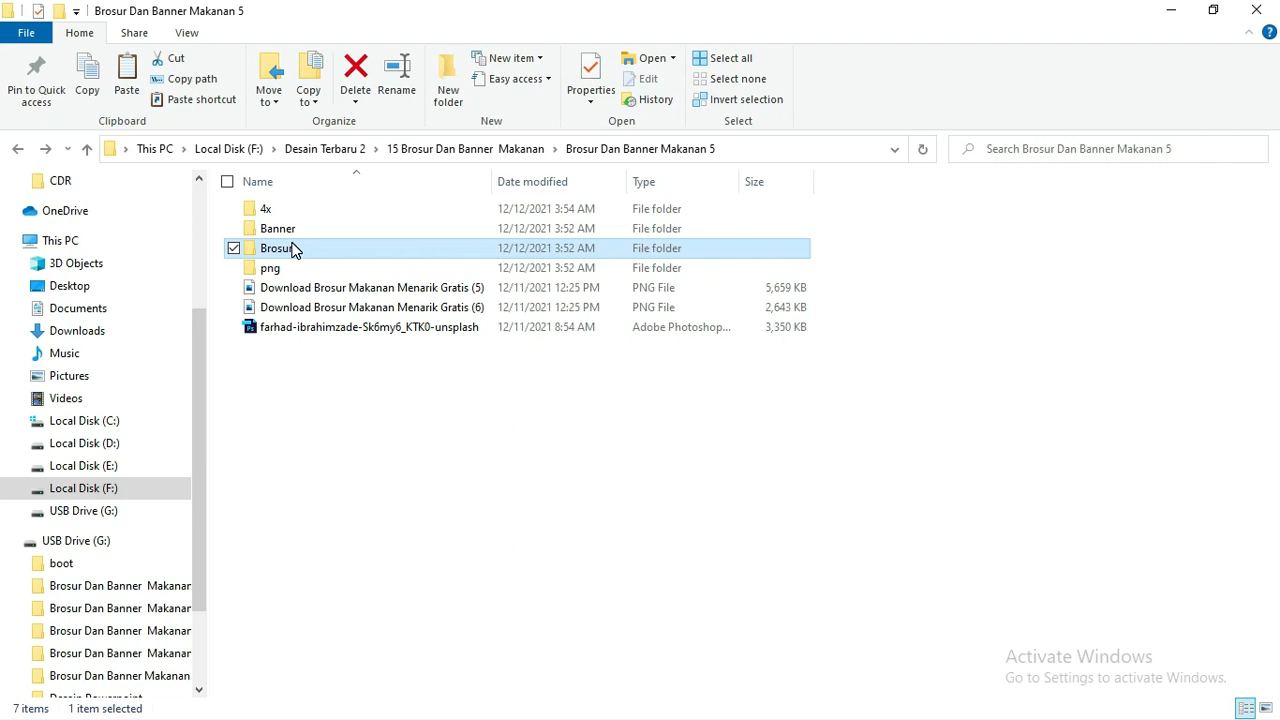 Brosur Dan Banner Makanan 5
File Home Share View
Pin to Quick access
Copy
Paste
Cut
Copy path
Paste shortcut
Clipboard
Move to
Copy to
Delete
Rename
Organize
New folder
New item
Easy access
New
Properties
Open
Edit
History
Open
Select all
Select none
Invert selection
Select
This PC Local Disk (F:) Desain Terbaru 2 15 Brosur Dan Banner Makanan Brosur Dan Banner Makanan 5
Search Brosur Dan Banner Makanan 5
CDR
OneDrive
This PC
3D Objects
Desktop
Documents
Downloads
Music
Pictures
Videos
Local Disk (C:)
Local Disk (D:)
Local Disk (E:)
Local Disk (F:)
USB Drive (G:)
USB Drive (G:)
boot
Brosur Dan Banner Makanan
Brosur Dan Banner Makanan
Brosur Dan Banner Makanan
Brosur Dan Banner Makanan
Brosur Dan Banner Makanan
Name Date modified Type Size
4x 12/12/2021 3:54 AM File folder
Banner 12/12/2021 3:52 AM File folder
Brosur 12/12/2021 3:52 AM File folder
png 12/12/2021 3:52 AM File folder
Download Brosur Makanan Menarik Gratis (5) 12/11/2021 12:25 PM PNG File 5,659 KB
Download Brosur Makanan Menarik Gratis (6) 12/11/2021 12:25 PM PNG File 2,643 KB
farhad-ibrahimzade-Sk6my6_KTK0-unsplash 12/11/2021 8:54 AM Adobe Photoshop... 3,350 KB
Activate Windows
Go to Settings to activate Windows.
7 items 1 item selected